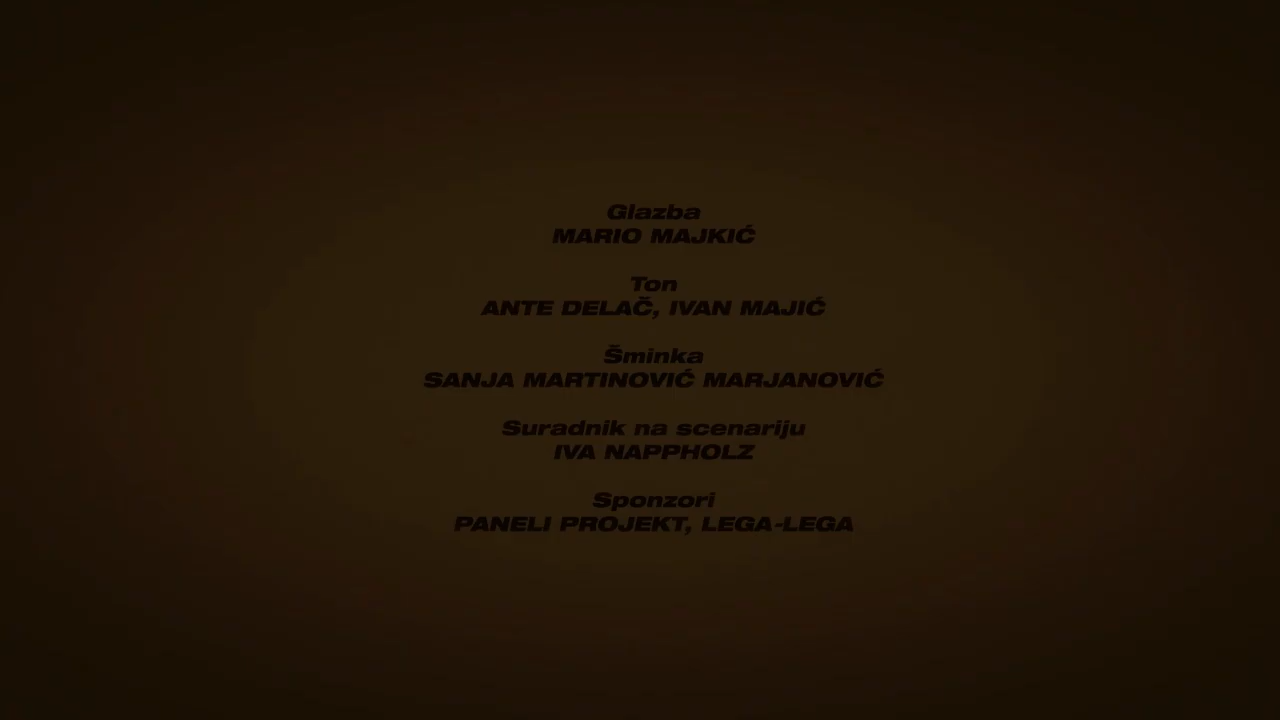 Glazba
MARIO MAJKIĆ
Ton
ANTE DELAČ, IVAN MAJIĆ
Šminka
SANJA MARTINOVIĆ MARJANOVIĆ
Suradnik na scenariju
IVA NAPPHOLZ
Sponzori
PANELI PROJEKT, LEGA-LEGA